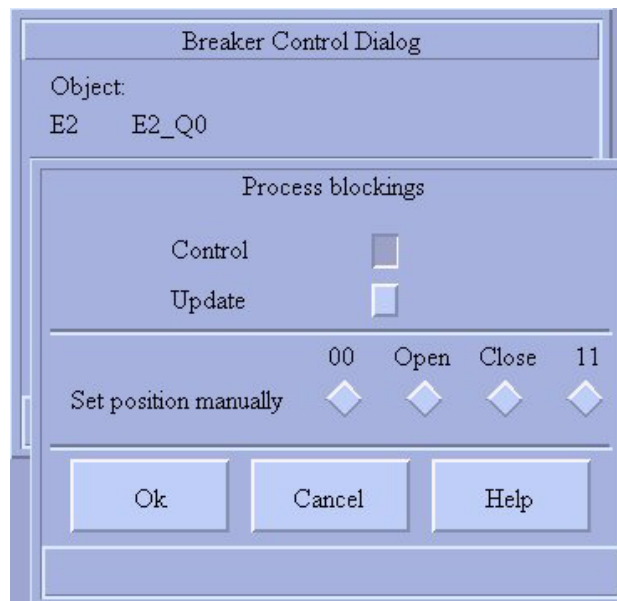 Breaker Control Dialog
Object:
E2 E2_Q0
Process blockings
Control
Update
00 Open Close 11
Set position manually
Ok Cancel Help